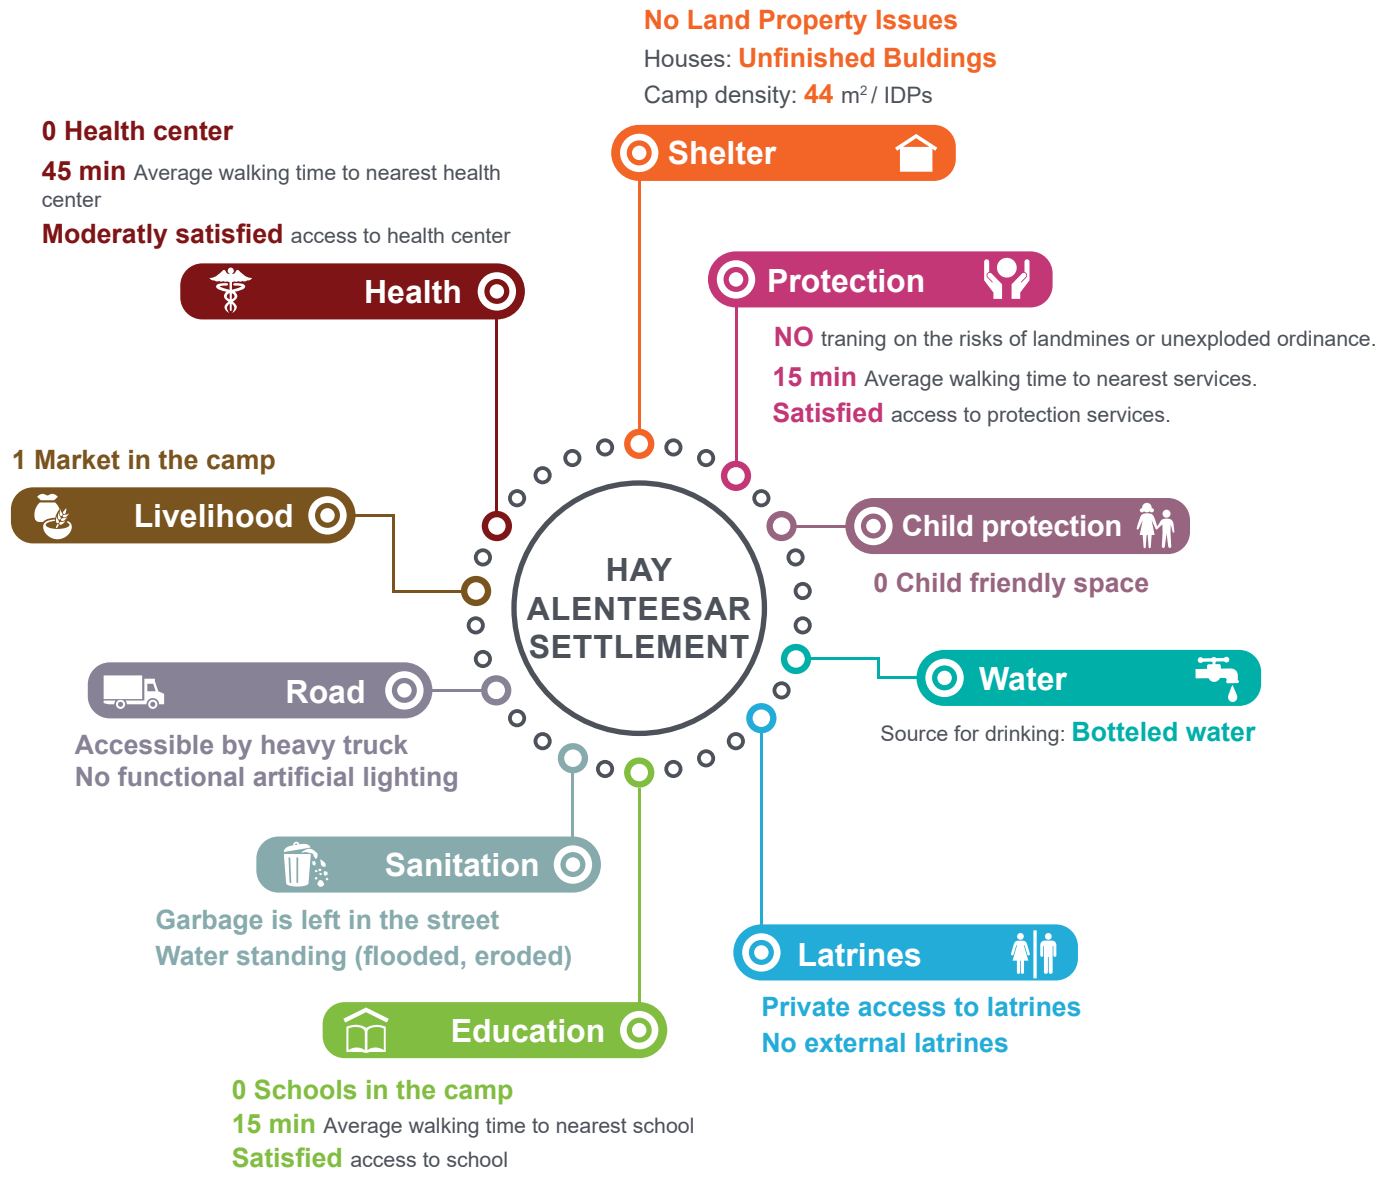 No Land Property Issues
Houses: Unfinished Buldings
Camp density: 44 m²/ IDPs
Shelter
0 Health center
45 min Average walking time to nearest health
center
Moderatly satisfied access to health center
Health
Protection
NO traning on the risks of landmines or unexploded ordinance.
15 min Average walking time to nearest services.
Satisfied access to protection services.
1 Market in the camp
Livelihood
Child protection
0 Child friendly space
HAY
ALENTEESAR
SETTLEMENT
Road
Accessible by heavy truck
No functional artificial lighting
Water
Source for drinking: Botteled water
Sanitation
Garbage is left in the street
Water standing (flooded, eroded)
Latrines
Private access to latrines
No external latrines
Education
0 Schools in the camp
15 min Average walking time to nearest school
Satisfied access to school